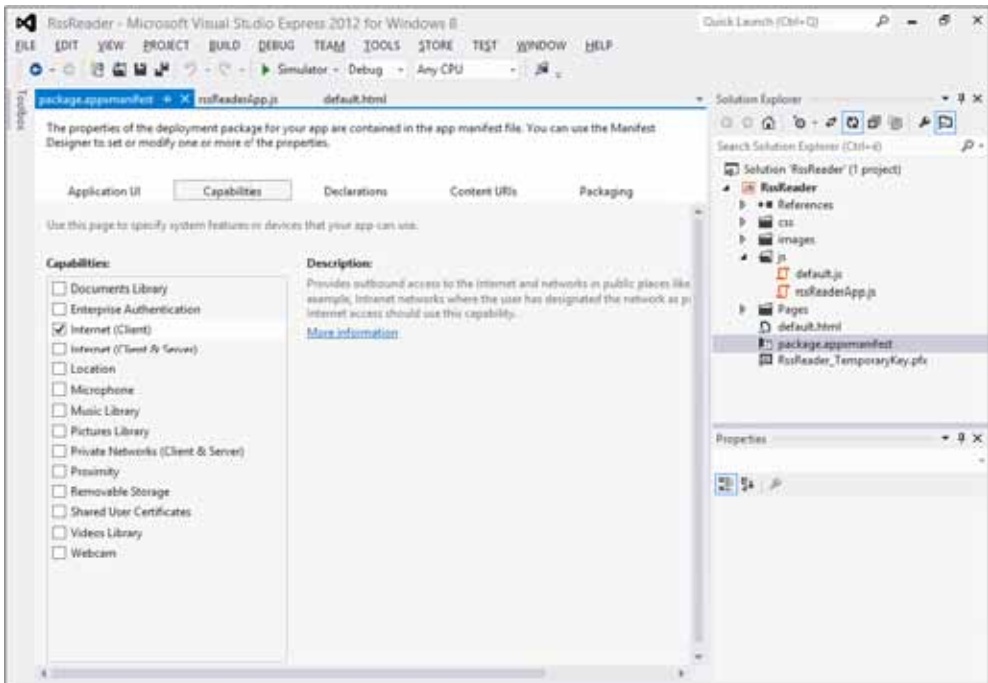 RssReader - Microsoft Visual Studio Express 2012 for Windows 8
Quick Launch (Ctrl+Q)
FILE EDIT VIEW PROJECT BUILD DEBUG TEAM TOOLS STORE TEST WINDOW HELP
Simulator Debug Any CPU
Toolbox
package.appxmanifest rssReaderApp.js default.html
The properties of the deployment package for your app are contained in the app manifest file. You can use the Manifest
Designer to set or modify one or more of the properties.
Application UI Capabilities Declarations Content URIs Packaging
Use this page to specify system features or devices that your app can use.
Capabilities:
Documents Library
Enterprise Authentication
Internet (Client)
Internet (Client & Server)
Location
Microphone
Music Library
Pictures Library
Private Networks (Client & Server)
Proximity
Removable Storage
Shared User Certificates
Videos Library
Webcam
Description:
Provides outbound access to the Internet and networks in public places like
example, Intranet networks where the user has designated the network as p
Internet access should use this capability.
More information
Solution Explorer
Search Solution Explorer (Ctrl+é)
Solution 'RssReader' (1 project)
RssReader
References
css
images
js
default.js
rssReaderApp.js
Pages
default.html
package.appxmanifest
RssReader_TemporaryKey.pfx
Properties